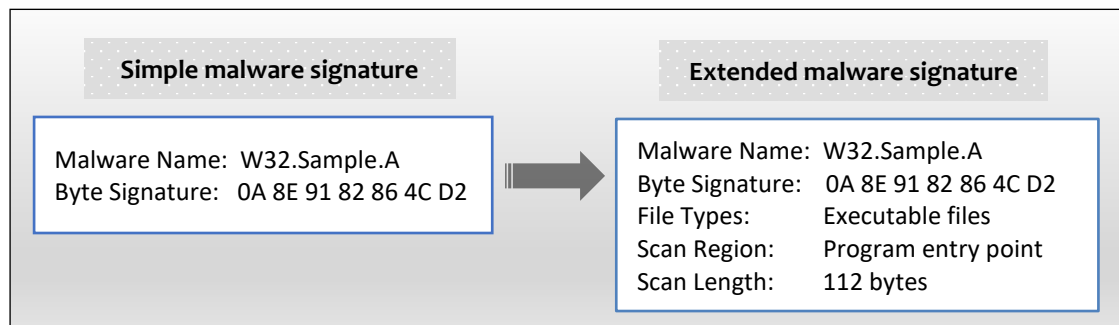 Simple malware signature
Malware Name: W32.Sample.A
Byte Signature: 0A 8E 91 82 86 4C D2
Extended malware signature
Malware Name: W32.Sample.A
Byte Signature: 0A 8E 91 82 86 4C D2
File Types: Executable files
Scan Region: Program entry point
Scan Length: 112 bytes